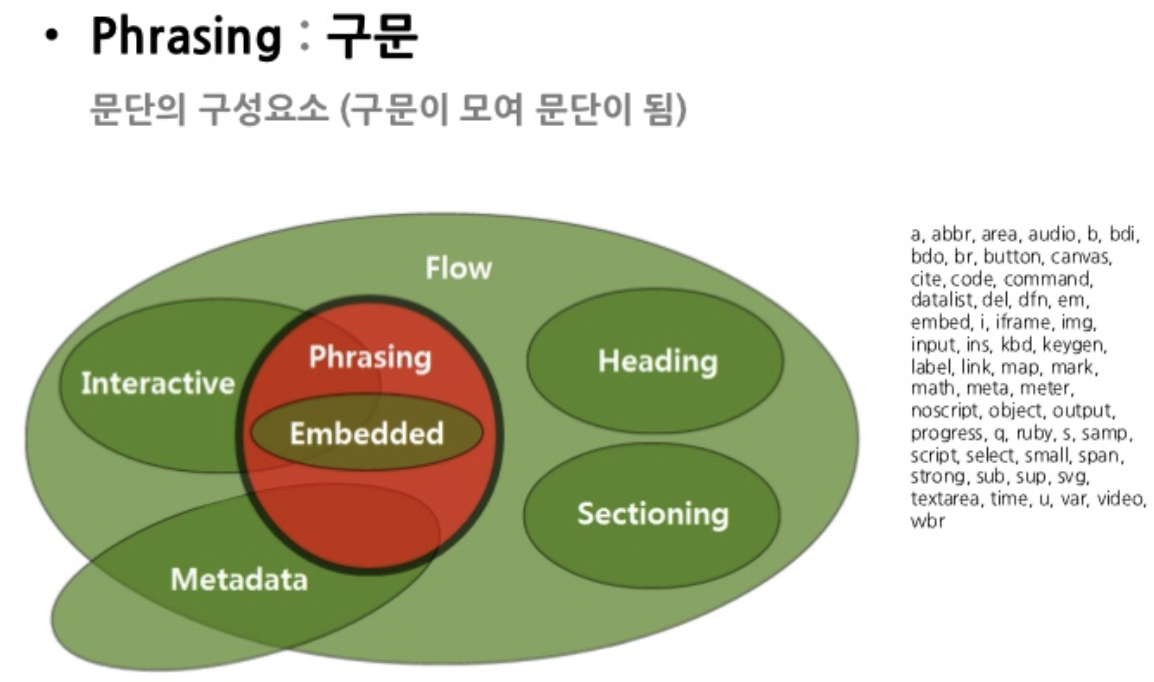 • Phrasing : 구문
문단의 구성요소 (구문이 모여 문단이 됨)
Flow
Phrasing
Interactive
Heading
Embedded
Sectioning
Metadata
a, abbr, area, audio, b, bdi,
bdo, br, button, canvas,
cite, code, command,
datalist, del, dfn, em,
embed, i, iframe, img,
input, ins, kbd, keygen,
label, link, map, mark,
math, meta, meter,
noscript, object, output,
progress, q, ruby, s, samp,
script, select, small, span,
strong, sub, sup, svg,
textarea, time, u, var, video,
wbr